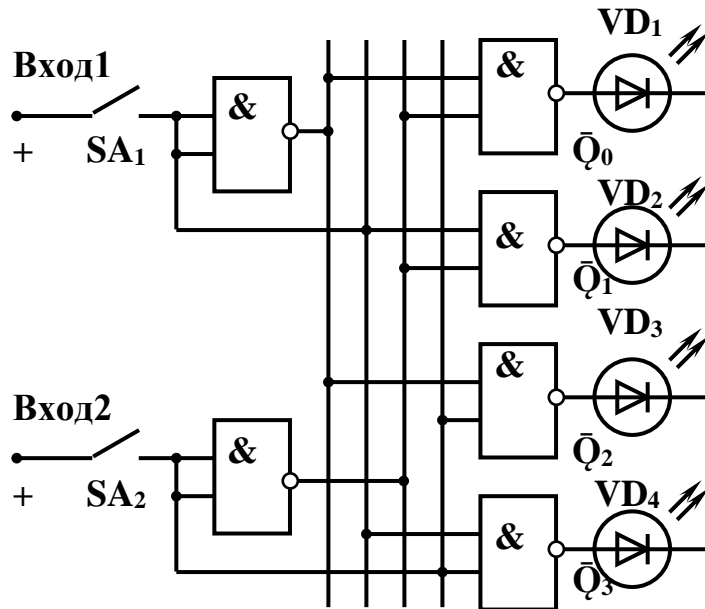 VD₁
Вход1
&
&
+
SA₁
Q̄₀
VD₂
&
Q̄₁
VD₃
&
Вход2
&
Q̄₂
+
SA₂
VD₄
&
Q̄₃